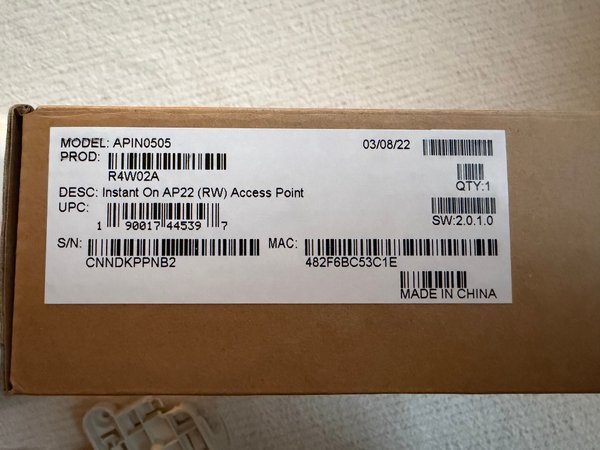 MODEL: APIN0505 03/08/22
PROD:
R4W02A
QTY:1
DESC: Instant On AP22 (RW) Access Point
UPC:
1 90017 44539 7
SW:2.0.1.0
S/N: MAC:
CNNDKPPNB2 482F6BC53C1E
MADE IN CHINA